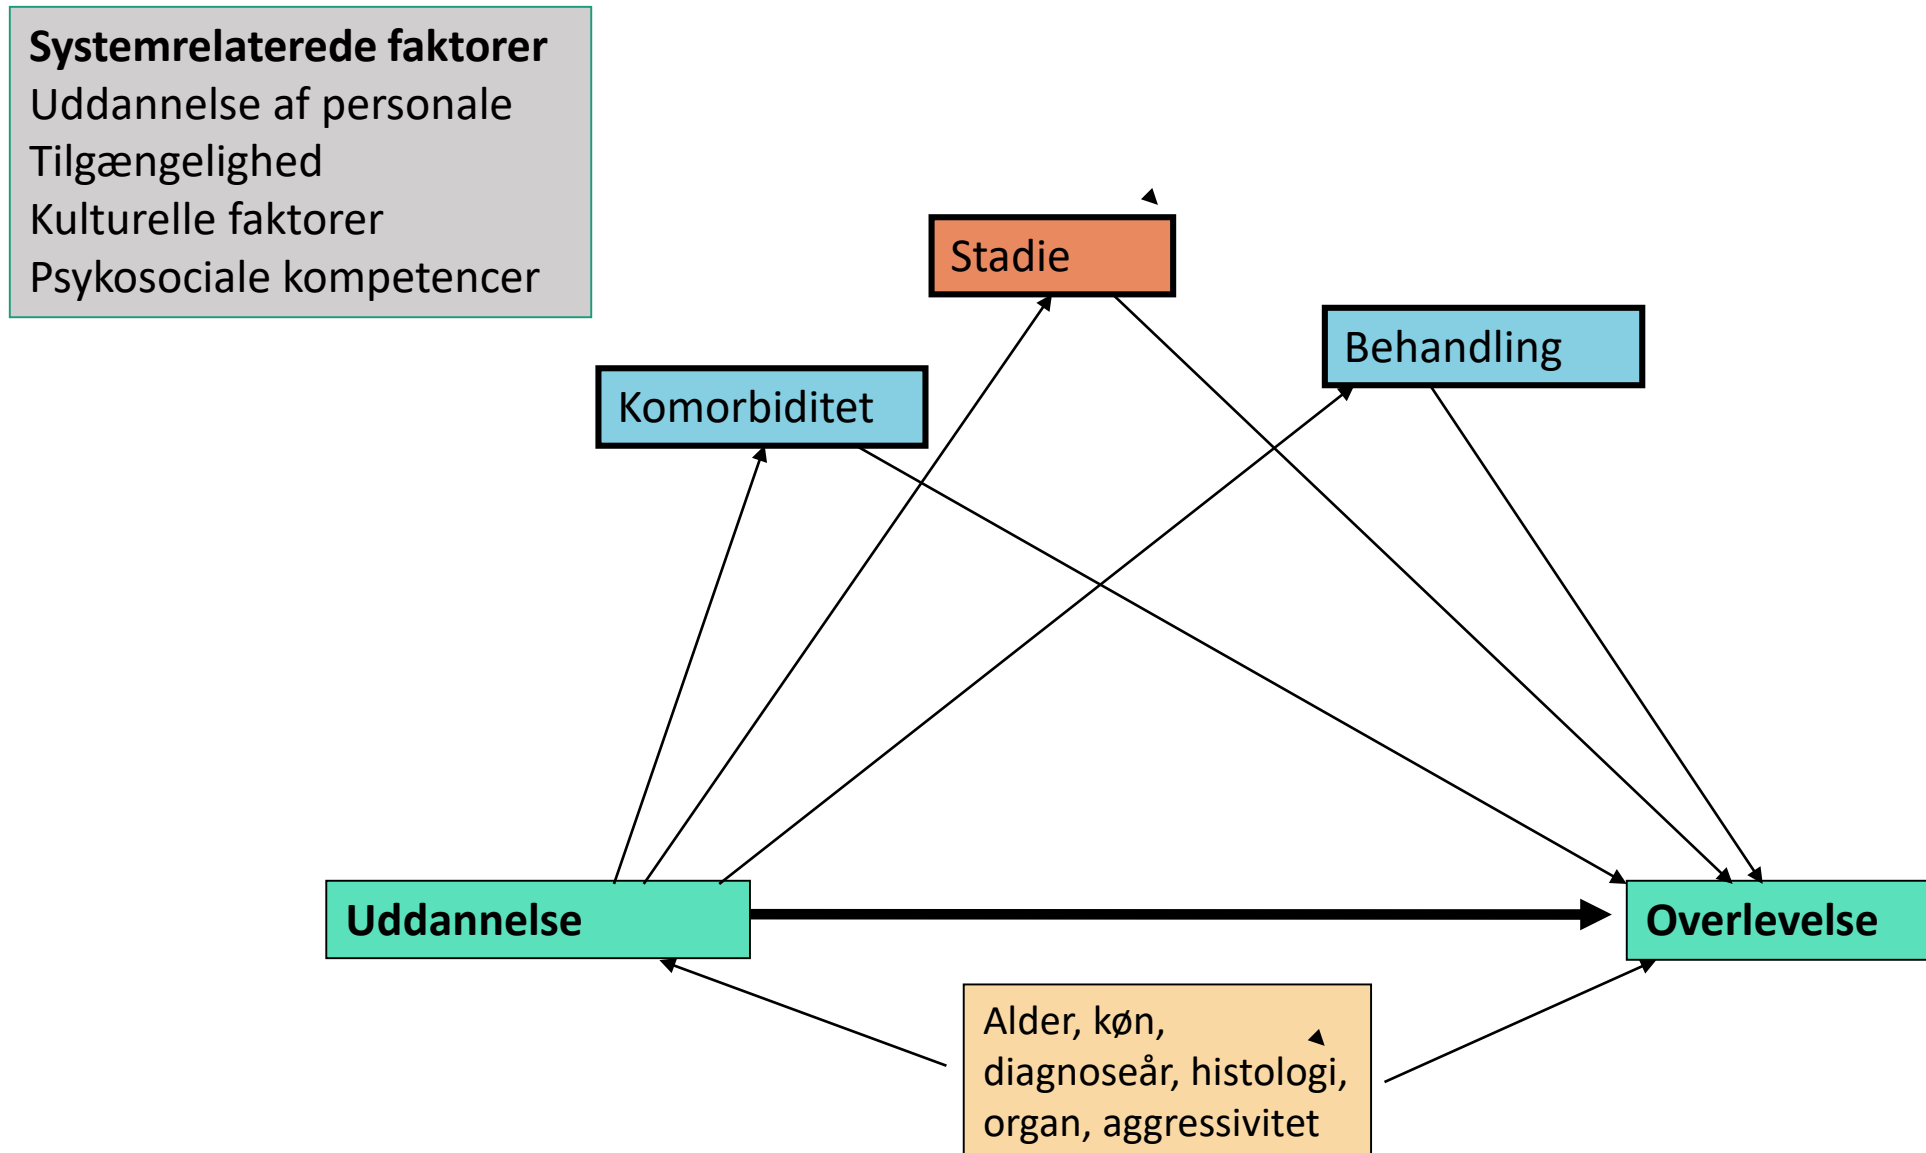 Systemrelaterede faktorer
Uddannelse af personale
Tilgængelighed
Kulturelle faktorer
Psykosociale kompetencer
Stadie
Behandling
Komorbiditet
Uddannelse
Overlevelse
Alder, køn,
diagnoseår, histologi,
organ, aggressivitet